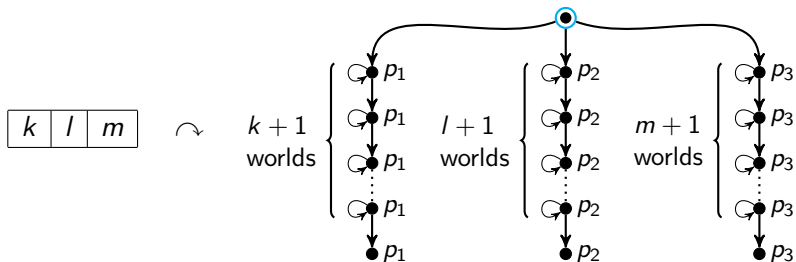 k l m
↷
k + 1
worlds
p1
p1
p1
p1
p1
l + 1
worlds
p2
p2
p2
p2
p2
m + 1
worlds
p3
p3
p3
p3
p3